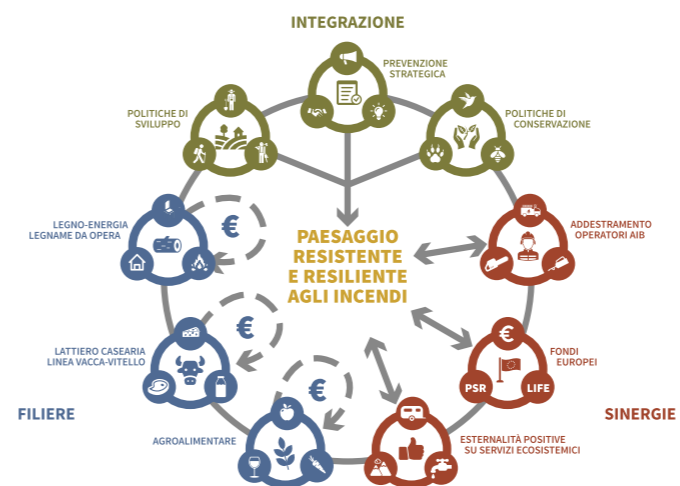 INTEGRAZIONE
PREVENZIONE
STRATEGICA
POLITICHE DI
SVILUPPO
POLITICHE DI
CONSERVAZIONE
LEGNO-ENERGIA
LEGNAME DA OPERA
€
PAESAGGIO
RESISTENTE
E RESILIENTE
AGLI INCENDI
ADDESTRAMENTO
OPERATORI AIB
LATTIERO CASEARIA
LINEA VACCA-VITELLO
€
€
FONDI
EUROPEI
PSR
LIFE
FILIERE
SINERGIE
€
AGROALIMENTARE
ESTERNALITÀ POSITIVE
SU SERVIZI ECOSISTEMICI